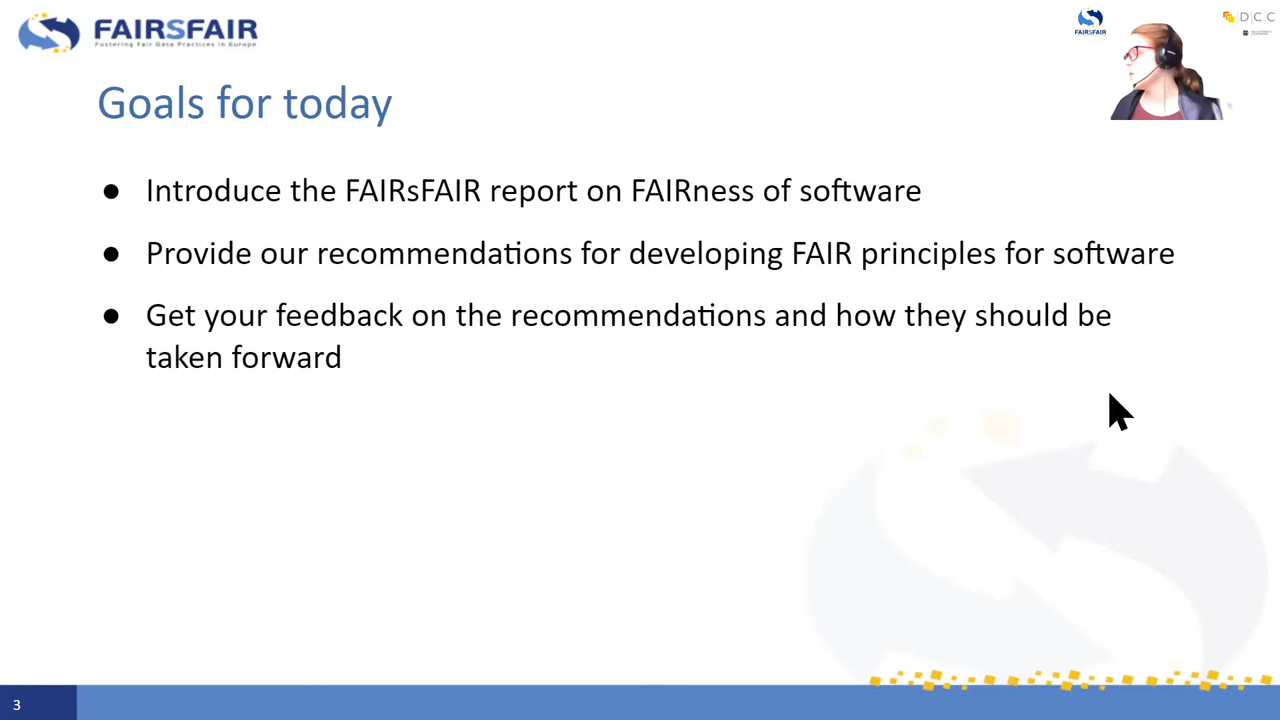 FAIRSFAIR
Fostering Fair Data Practices in Europe
FAIRSFAIR
DCC
Goals for today
● Introduce the FAIRsFAIR report on FAIRness of software
● Provide our recommendations for developing FAIR principles for software
● Get your feedback on the recommendations and how they should be
taken forward
3